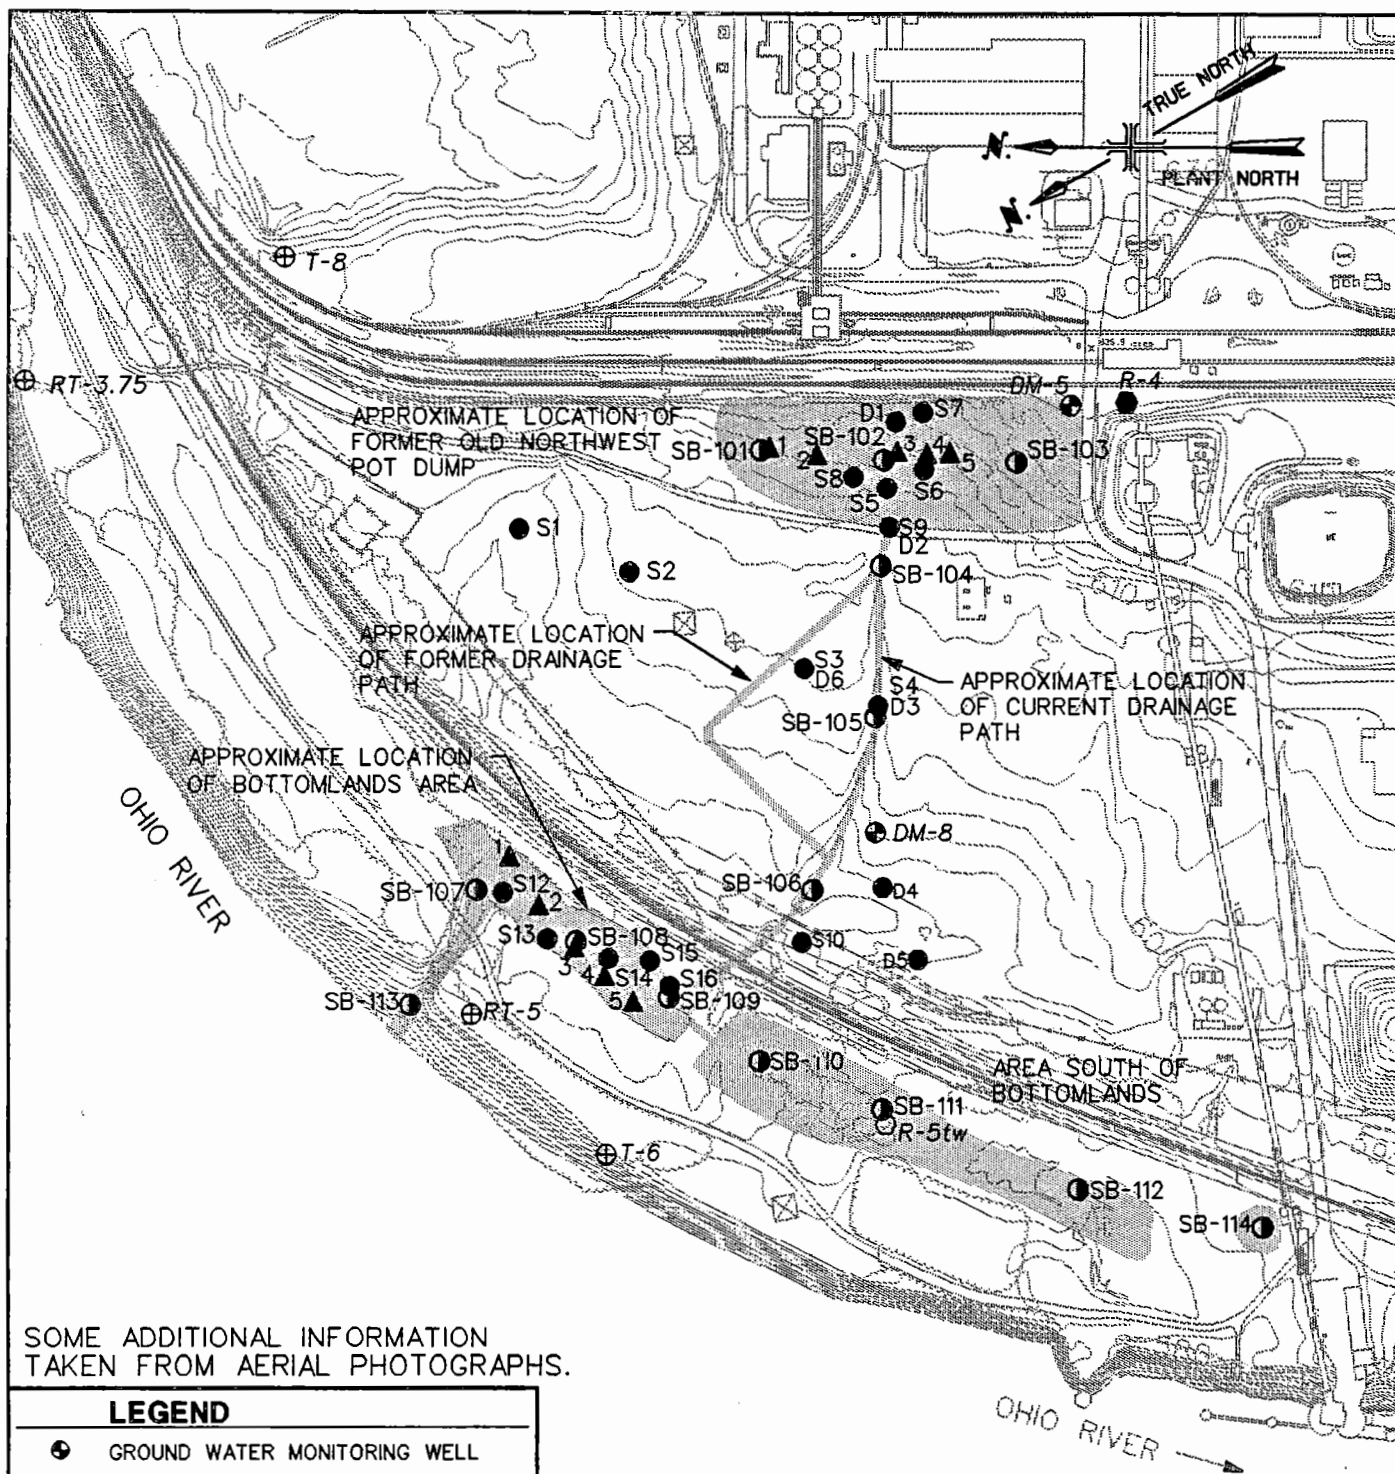 TRUE NORTH
N.
PLANT NORTH
N.
T-8
RT-3.75
DM-5
R-4
APPROXIMATE LOCATION OF
FORMER OLD NORTHWEST
POT DUMP
D1
S7
SB-102
SB-101
1
2
3
4
5
SB-103
S8
S5
S6
S9
D2
SB-104
S1
S2
APPROXIMATE LOCATION
OF FORMER DRAINAGE
PATH
S3
D6
S4
D3
SB-105
APPROXIMATE LOCATION
OF CURRENT DRAINAGE
PATH
APPROXIMATE LOCATION
OF BOTTOMLANDS AREA
OHIO RIVER
DM-8
1
SB-107
S12
2
SB-106
D4
S13
SB-108
3
S15
S10
D5
4
S14
S16
5
SB-109
SB-113
RT-5
SB-110
AREA SOUTH OF
BOTTOMLANDS
SB-111
R-5tw
T-6
SB-112
SB-114
SOME ADDITIONAL INFORMATION
TAKEN FROM AERIAL PHOTOGRAPHS.
LEGEND
GROUND WATER MONITORING WELL
OHIO RIVER